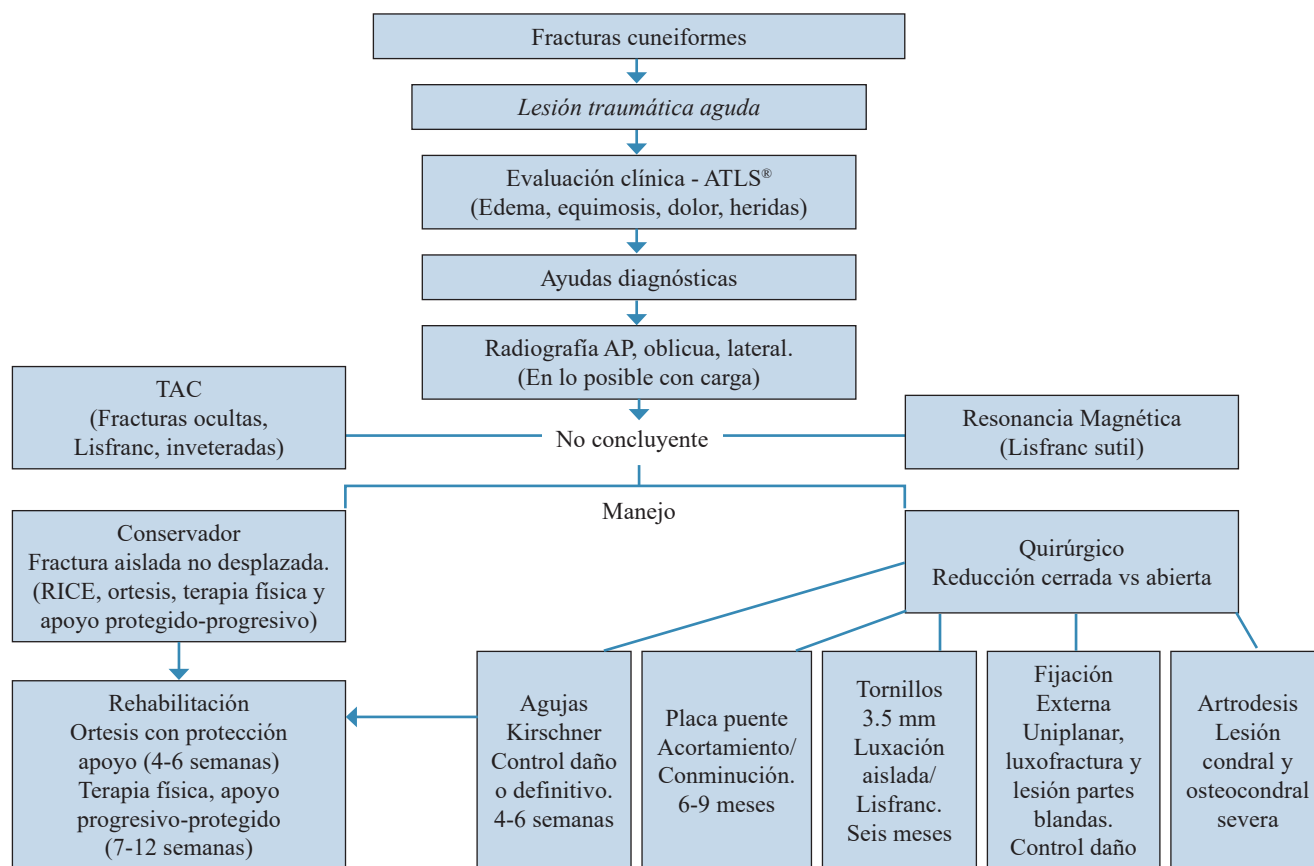 Fracturas cuneiformes
Lesión traumática aguda
Evaluación clínica - ATLS®
(Edema, equimosis, dolor, heridas)
Ayudas diagnósticas
Radiografía AP, oblicua, lateral.
(En lo posible con carga)
TAC
(Fracturas ocultas,
Lisfranc, inveteradas)
No concluyente
Resonancia Magnética
(Lisfranc sutil)
Manejo
Conservador
Fractura aislada no desplazada.
(RICE, ortesis, terapia física y
apoyo protegido-progresivo)
Quirúrgico
Reducción cerrada vs abierta
Rehabilitación
Ortesis con protección
apoyo (4-6 semanas)
Terapia física, apoyo
progresivo-protegido
(7-12 semanas)
Agujas
Kirschner
Control daño
o definitivo.
4-6 semanas
Placa puente
Acortamiento/
Conminución.
6-9 meses
Tornillos
3.5 mm
Luxación
aislada/
Lisfranc.
Seis meses
Fijación
Externa
Uniplanar,
luxofractura y
lesión partes
blandas.
Control daño
Artrodesis
Lesión
condral y
osteocondral
severa